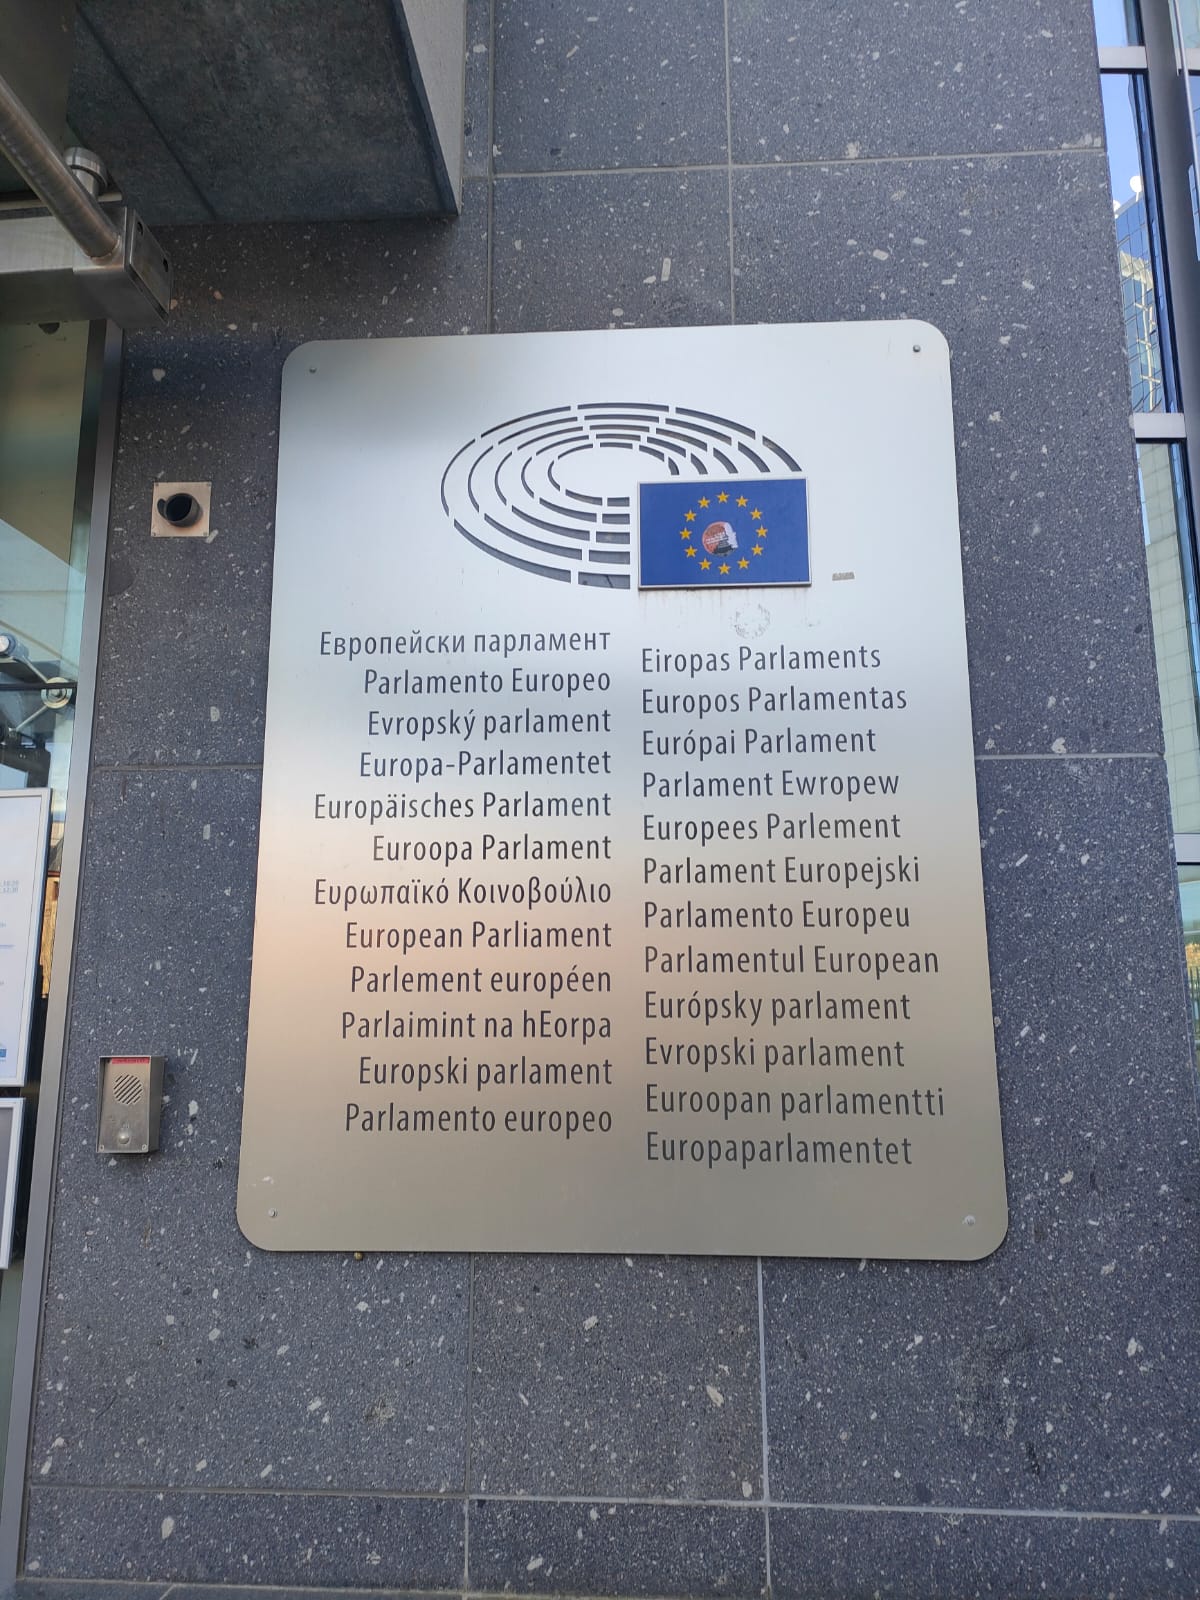 Европейски парламент
Parlamento Europeo
Evropský parlament
Europa-Parlamentet
Europäisches Parlament
Euroopa Parlament
Ευρωπαϊκό Κοινοβούλιο
European Parliament
Parlement européen
Parlaimint na hEorpa
Europski parlament
Parlamento europeo
Eiropas Parlaments
Europos Parlamentas
Európai Parlament
Parlament Ewropew
Europees Parlement
Parlament Europejski
Parlamento Europeu
Parlamentul European
Európsky parlament
Evropski parlament
Euroopan parlamentti
Europaparlamentet